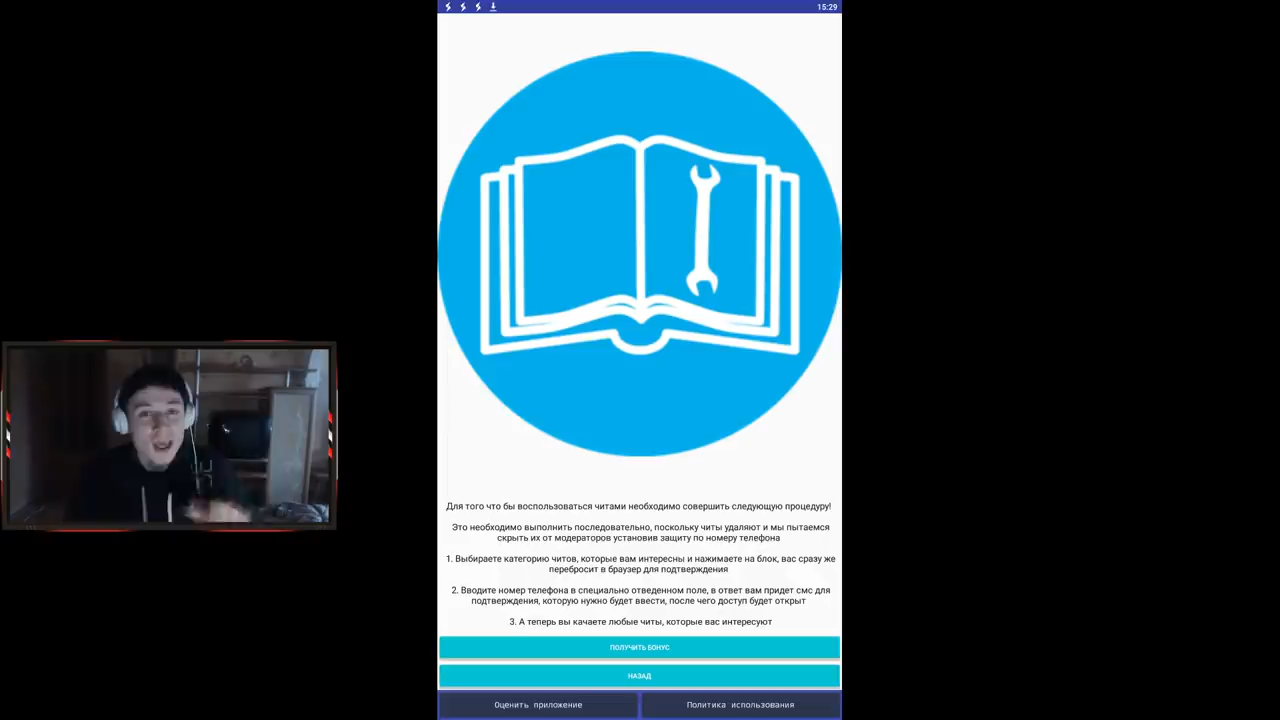 15:29
Для того что бы воспользоваться читами необходимо совершить следующую процедуру!
Это необходимо выполнить последовательно, поскольку читы удаляют и мы пытаемся
скрыть их от модераторов установив защиту по номеру телефона
1. Выбираете категорию читов, которые вам интересны и нажимаете на блок, вас сразу же
перебросит в браузер для подтверждения
2. Вводите номер телефона в специально отведенном поле, в ответ вам придет смс для
подтверждения, которую нужно будет ввести, после чего доступ будет открыт
3. А теперь вы качаете любые читы, которые вас интересуют
ПОЛУЧИТЬ БОНУС
НАЗАД
Оценить приложение
Политика использования